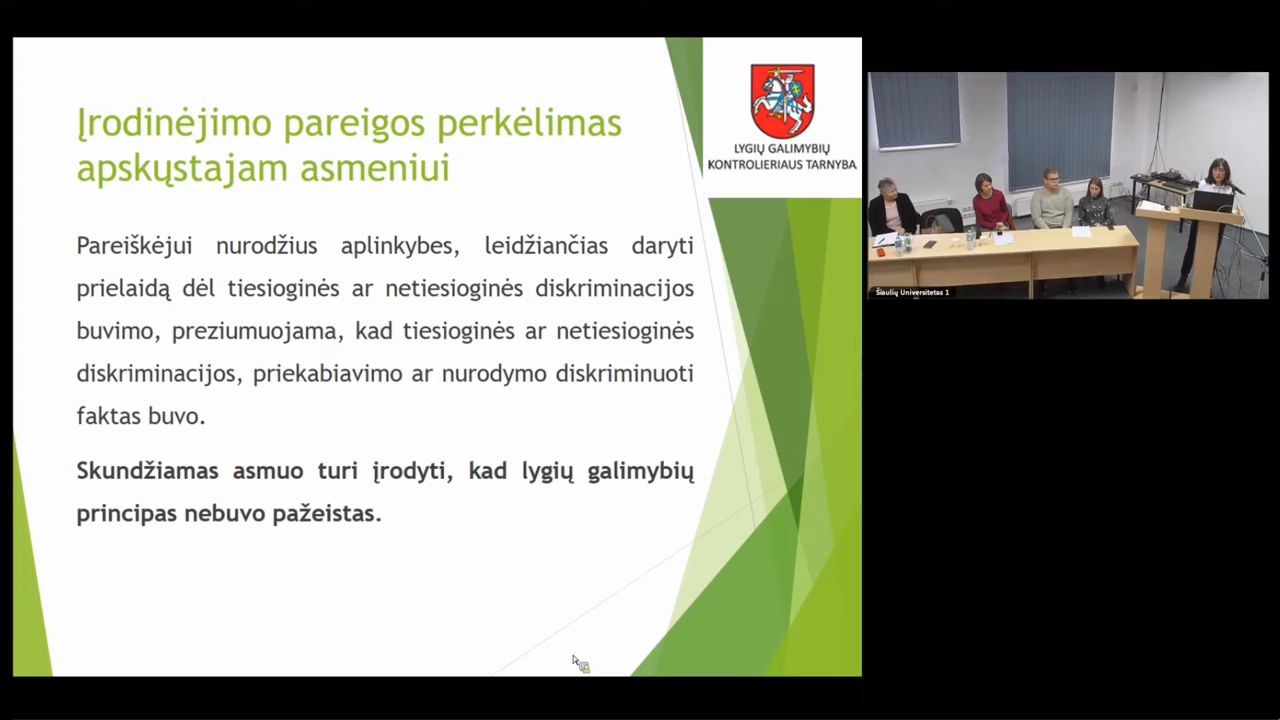 Įrodinėjimo pareigos perkėlimas
apskųstajam asmeniui
LYGIŲ GALIMYBIŲ
KONTROLIERIAUS TARNYBA
Pareiškėjui nurodžius aplinkybes, leidžiančias daryti
prielaidą dėl tiesioginės ar netiesioginės diskriminacijos
buvimo, preziumuojama, kad tiesioginės ar netiesioginės
diskriminacijos, priekabiavimo ar nurodymo diskriminuoti
faktas buvo.
Skundžiamas asmuo turi įrodyti, kad lygių galimybių
principas nebuvo pažeistas.
Šiaulių Universitetas 1